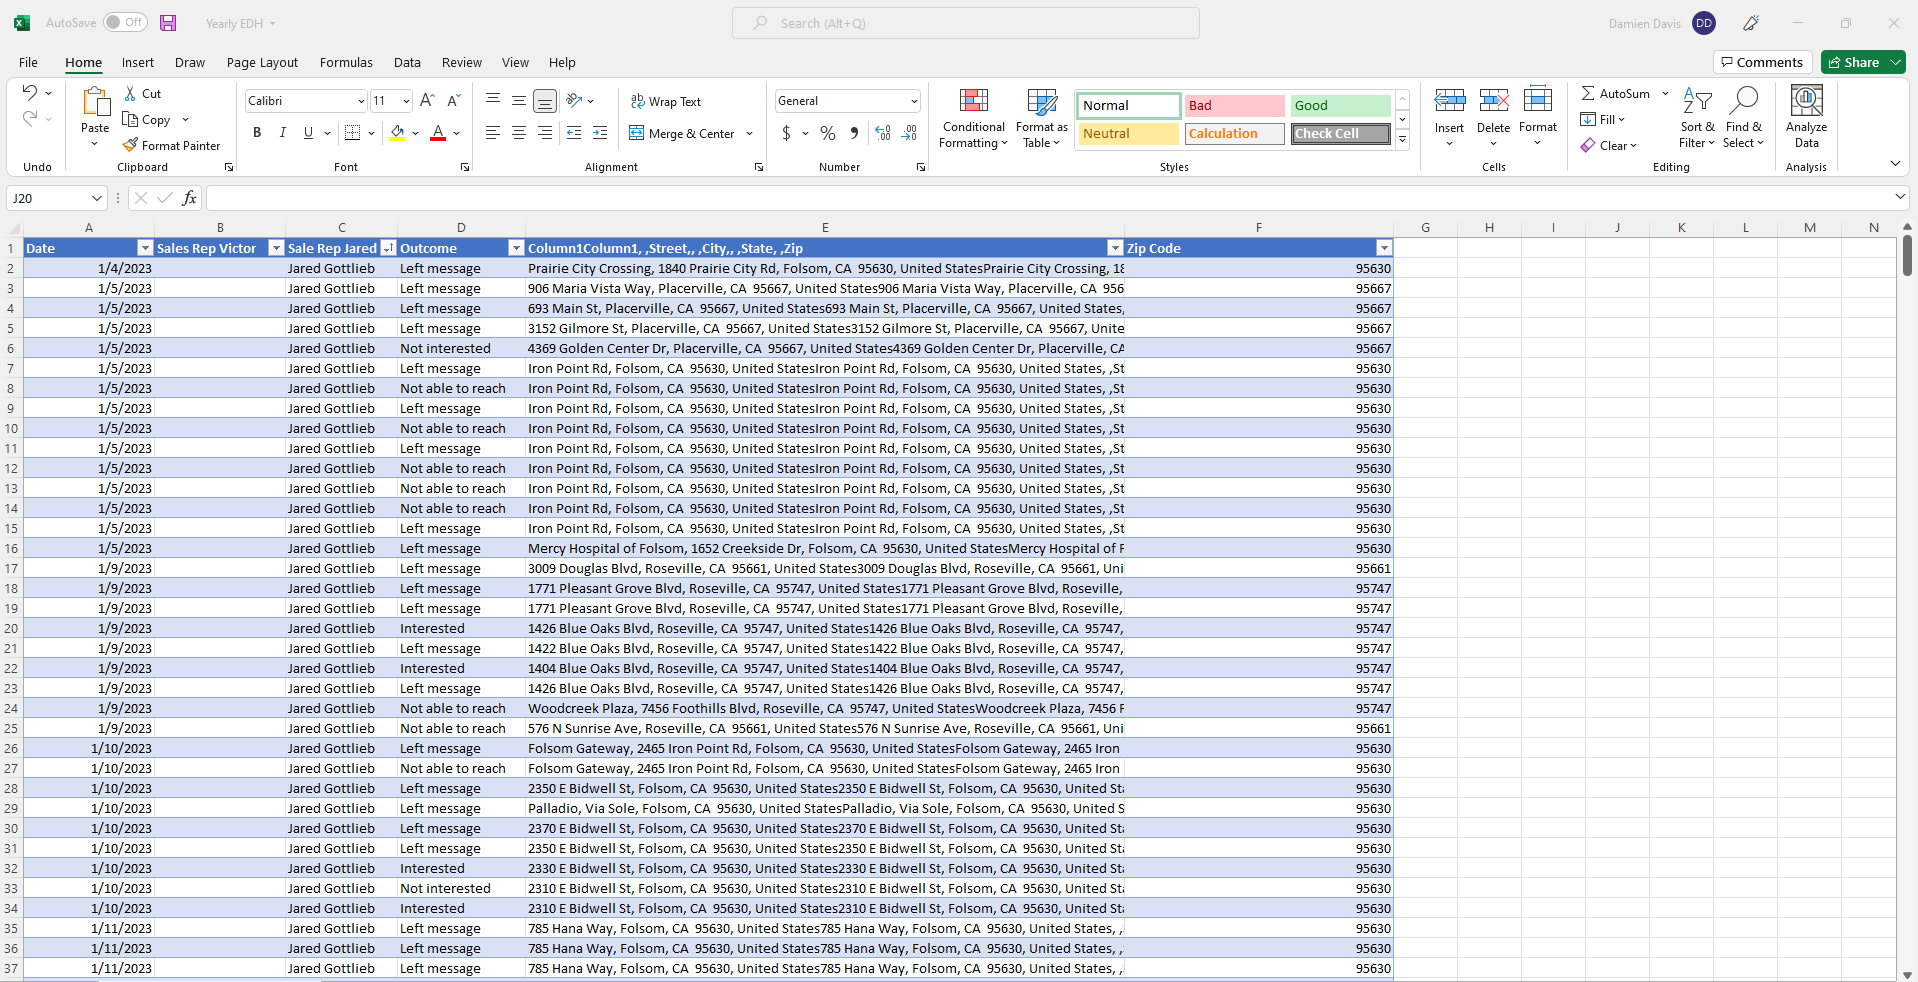 AutoSave Off Yearly EDH Search (Alt+Q) Damien Davis DD
File Home Insert Draw Page Layout Formulas Data Review View Help Comments Share
Cut Calibri 11 Wrap Text General Normal Bad Good AutoSum
Paste Copy Conditional Formatting Format as Table Insert Delete Format Fill Sort & Filter Find & Select Analyze Data
Format Painter B I U Merge & Center $ % Neutral Calculation Check Cell Clear
Undo Clipboard Font Alignment Number Styles Cells Editing Analysis
J20 fx
A B C D E F G H I J K L M N
1 Date Sales Rep Victor Sale Rep Jared Outcome Column1Column1, ,Street,, ,City,, ,State, ,Zip Zip Code
2 1/4/2023 Jared Gottlieb Left message Prairie City Crossing, 1840 Prairie City Rd, Folsom, CA  95630, United StatesPrairie City Crossing, 18 95630
3 1/5/2023 Jared Gottlieb Left message 906 Maria Vista Way, Placerville, CA  95667, United States906 Maria Vista Way, Placerville, CA  956 95667
4 1/5/2023 Jared Gottlieb Left message 693 Main St, Placerville, CA  95667, United States693 Main St, Placerville, CA  95667, United States, 95667
5 1/5/2023 Jared Gottlieb Left message 3152 Gilmore St, Placerville, CA  95667, United States3152 Gilmore St, Placerville, CA  95667, Unite 95667
6 1/5/2023 Jared Gottlieb Not interested 4369 Golden Center Dr, Placerville, CA  95667, United States4369 Golden Center Dr, Placerville, CA 95667
7 1/5/2023 Jared Gottlieb Left message Iron Point Rd, Folsom, CA  95630, United StatesIron Point Rd, Folsom, CA  95630, United States, ,St 95630
8 1/5/2023 Jared Gottlieb Not able to reach Iron Point Rd, Folsom, CA  95630, United StatesIron Point Rd, Folsom, CA  95630, United States, ,St 95630
9 1/5/2023 Jared Gottlieb Left message Iron Point Rd, Folsom, CA  95630, United StatesIron Point Rd, Folsom, CA  95630, United States, ,St 95630
10 1/5/2023 Jared Gottlieb Not able to reach Iron Point Rd, Folsom, CA  95630, United StatesIron Point Rd, Folsom, CA  95630, United States, ,St 95630
11 1/5/2023 Jared Gottlieb Left message Iron Point Rd, Folsom, CA  95630, United StatesIron Point Rd, Folsom, CA  95630, United States, ,St 95630
12 1/5/2023 Jared Gottlieb Not able to reach Iron Point Rd, Folsom, CA  95630, United StatesIron Point Rd, Folsom, CA  95630, United States, ,St 95630
13 1/5/2023 Jared Gottlieb Not able to reach Iron Point Rd, Folsom, CA  95630, United StatesIron Point Rd, Folsom, CA  95630, United States, ,St 95630
14 1/5/2023 Jared Gottlieb Not able to reach Iron Point Rd, Folsom, CA  95630, United StatesIron Point Rd, Folsom, CA  95630, United States, ,St 95630
15 1/5/2023 Jared Gottlieb Left message Iron Point Rd, Folsom, CA  95630, United StatesIron Point Rd, Folsom, CA  95630, United States, ,St 95630
16 1/5/2023 Jared Gottlieb Left message Mercy Hospital of Folsom, 1652 Creekside Dr, Folsom, CA  95630, United StatesMercy Hospital of F 95630
17 1/9/2023 Jared Gottlieb Left message 3009 Douglas Blvd, Roseville, CA  95661, United States3009 Douglas Blvd, Roseville, CA  95661, Uni 95661
18 1/9/2023 Jared Gottlieb Left message 1771 Pleasant Grove Blvd, Roseville, CA  95747, United States1771 Pleasant Grove Blvd, Roseville, 95747
19 1/9/2023 Jared Gottlieb Left message 1771 Pleasant Grove Blvd, Roseville, CA  95747, United States1771 Pleasant Grove Blvd, Roseville, 95747
20 1/9/2023 Jared Gottlieb Interested 1426 Blue Oaks Blvd, Roseville, CA  95747, United States1426 Blue Oaks Blvd, Roseville, CA  95747, 95747
21 1/9/2023 Jared Gottlieb Left message 1422 Blue Oaks Blvd, Roseville, CA  95747, United States1422 Blue Oaks Blvd, Roseville, CA  95747, 95747
22 1/9/2023 Jared Gottlieb Interested 1404 Blue Oaks Blvd, Roseville, CA  95747, United States1404 Blue Oaks Blvd, Roseville, CA  95747, 95747
23 1/9/2023 Jared Gottlieb Left message 1426 Blue Oaks Blvd, Roseville, CA  95747, United States1426 Blue Oaks Blvd, Roseville, CA  95747, 95747
24 1/9/2023 Jared Gottlieb Not able to reach Woodcreek Plaza, 7456 Foothills Blvd, Roseville, CA  95747, United StatesWoodcreek Plaza, 7456 F 95747
25 1/9/2023 Jared Gottlieb Not able to reach 576 N Sunrise Ave, Roseville, CA  95661, United States576 N Sunrise Ave, Roseville, CA  95661, Uni 95661
26 1/10/2023 Jared Gottlieb Left message Folsom Gateway, 2465 Iron Point Rd, Folsom, CA  95630, United StatesFolsom Gateway, 2465 Iron 95630
27 1/10/2023 Jared Gottlieb Not able to reach Folsom Gateway, 2465 Iron Point Rd, Folsom, CA  95630, United StatesFolsom Gateway, 2465 Iron 95630
28 1/10/2023 Jared Gottlieb Left message 2350 E Bidwell St, Folsom, CA  95630, United States2350 E Bidwell St, Folsom, CA  95630, United Sta 95630
29 1/10/2023 Jared Gottlieb Left message Palladio, Via Sole, Folsom, CA  95630, United StatesPalladio, Via Sole, Folsom, CA  95630, United S 95630
30 1/10/2023 Jared Gottlieb Left message 2370 E Bidwell St, Folsom, CA  95630, United States2370 E Bidwell St, Folsom, CA  95630, United Sta 95630
31 1/10/2023 Jared Gottlieb Left message 2350 E Bidwell St, Folsom, CA  95630, United States2350 E Bidwell St, Folsom, CA  95630, United Sta 95630
32 1/10/2023 Jared Gottlieb Interested 2330 E Bidwell St, Folsom, CA  95630, United States2330 E Bidwell St, Folsom, CA  95630, United Sta 95630
33 1/10/2023 Jared Gottlieb Not interested 2310 E Bidwell St, Folsom, CA  95630, United States2310 E Bidwell St, Folsom, CA  95630, United Sta 95630
34 1/10/2023 Jared Gottlieb Interested 2310 E Bidwell St, Folsom, CA  95630, United States2310 E Bidwell St, Folsom, CA  95630, United Sta 95630
35 1/11/2023 Jared Gottlieb Left message 785 Hana Way, Folsom, CA  95630, United States785 Hana Way, Folsom, CA  95630, United States, , 95630
36 1/11/2023 Jared Gottlieb Left message 785 Hana Way, Folsom, CA  95630, United States785 Hana Way, Folsom, CA  95630, United States, , 95630
37 1/11/2023 Jared Gottlieb Left message 785 Hana Way, Folsom, CA  95630, United States785 Hana Way, Folsom, CA  95630, United States, , 95630